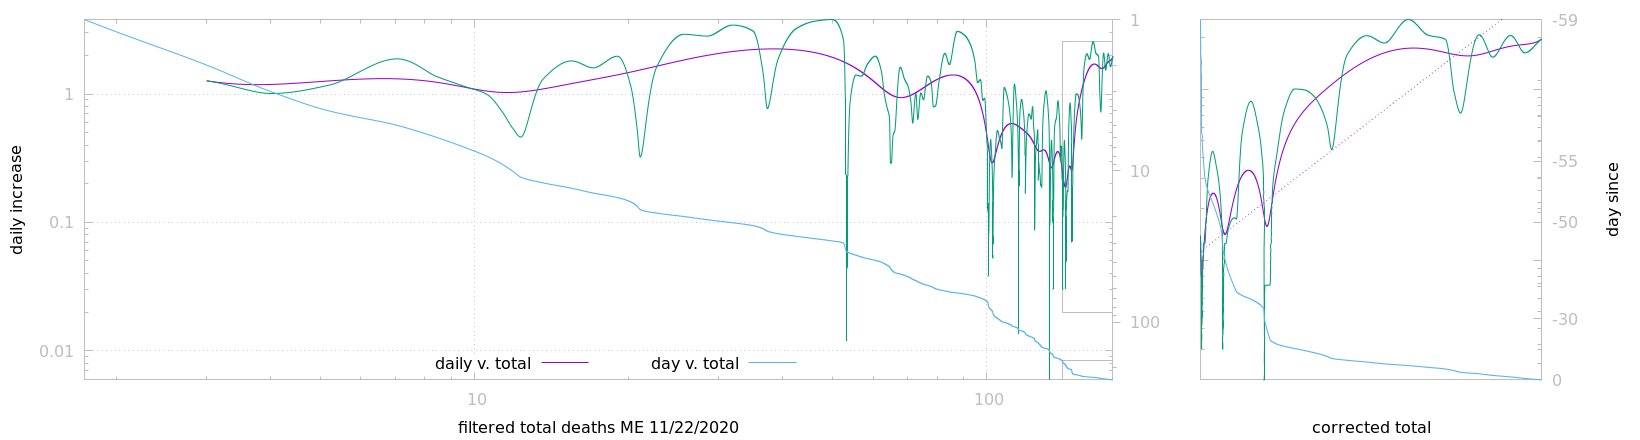 daily increase
1
0.1
0.01
10
100
daily v. total
day v. total
1
10
100
filtered total deaths ME 11/22/2020
-59
-55
-50
-30
0
day since
corrected total